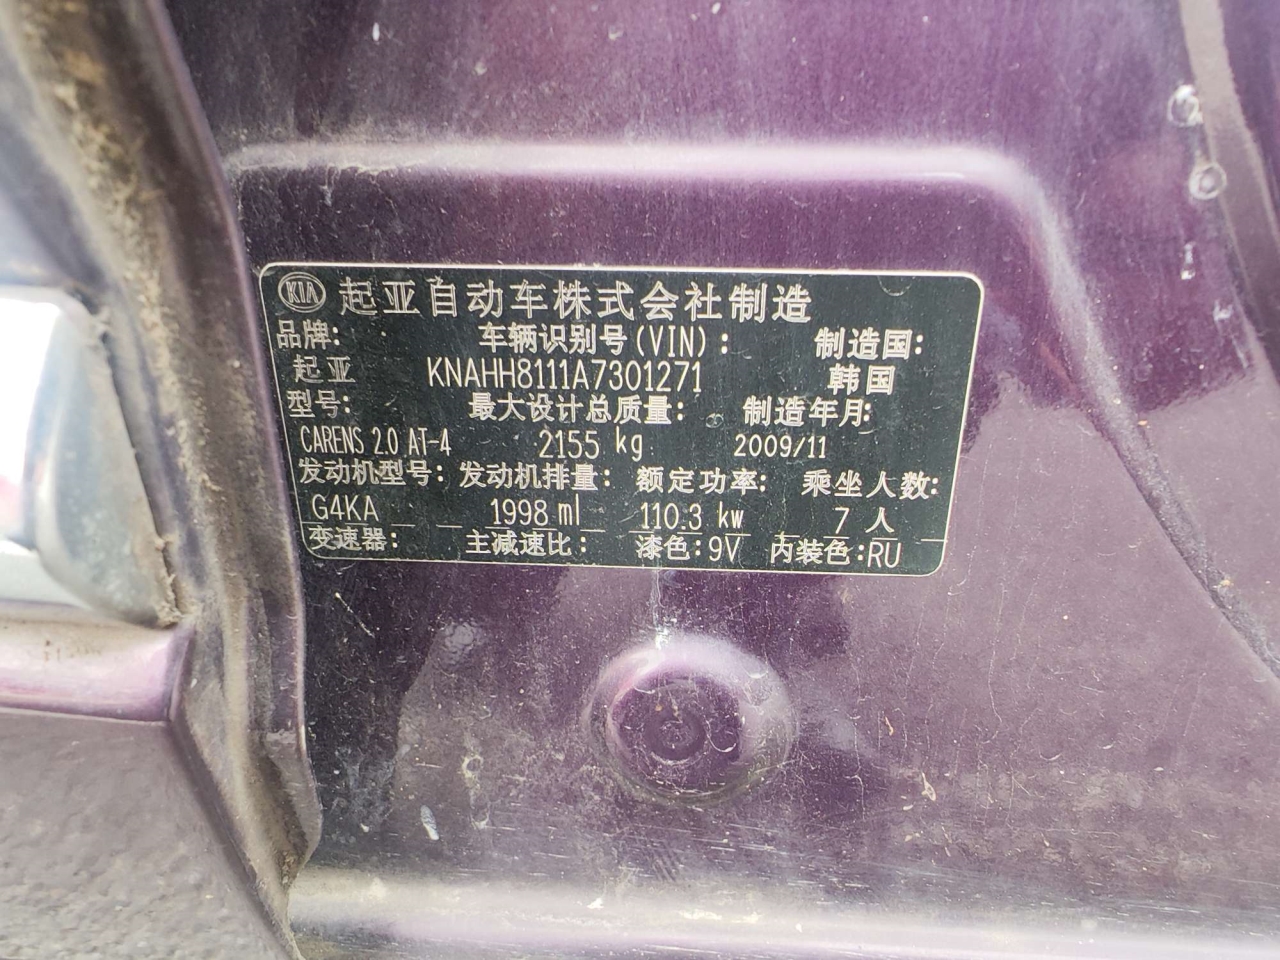 KIA 起亚自动车株式会社制造
品牌: 车辆识别号(VIN): 制造国:
起亚 KNAHH8111A7301271 韩国
型号: 最大设计总质量: 制造年月:
CARENS 2.0 AT-4 2155 kg 2009/11
发动机型号: 发动机排量: 额定功率: 乘坐人数:
G4KA 1998 ml 110.3 kw 7 人
变速器: 主减速比: 漆色:9V 内装色:RU